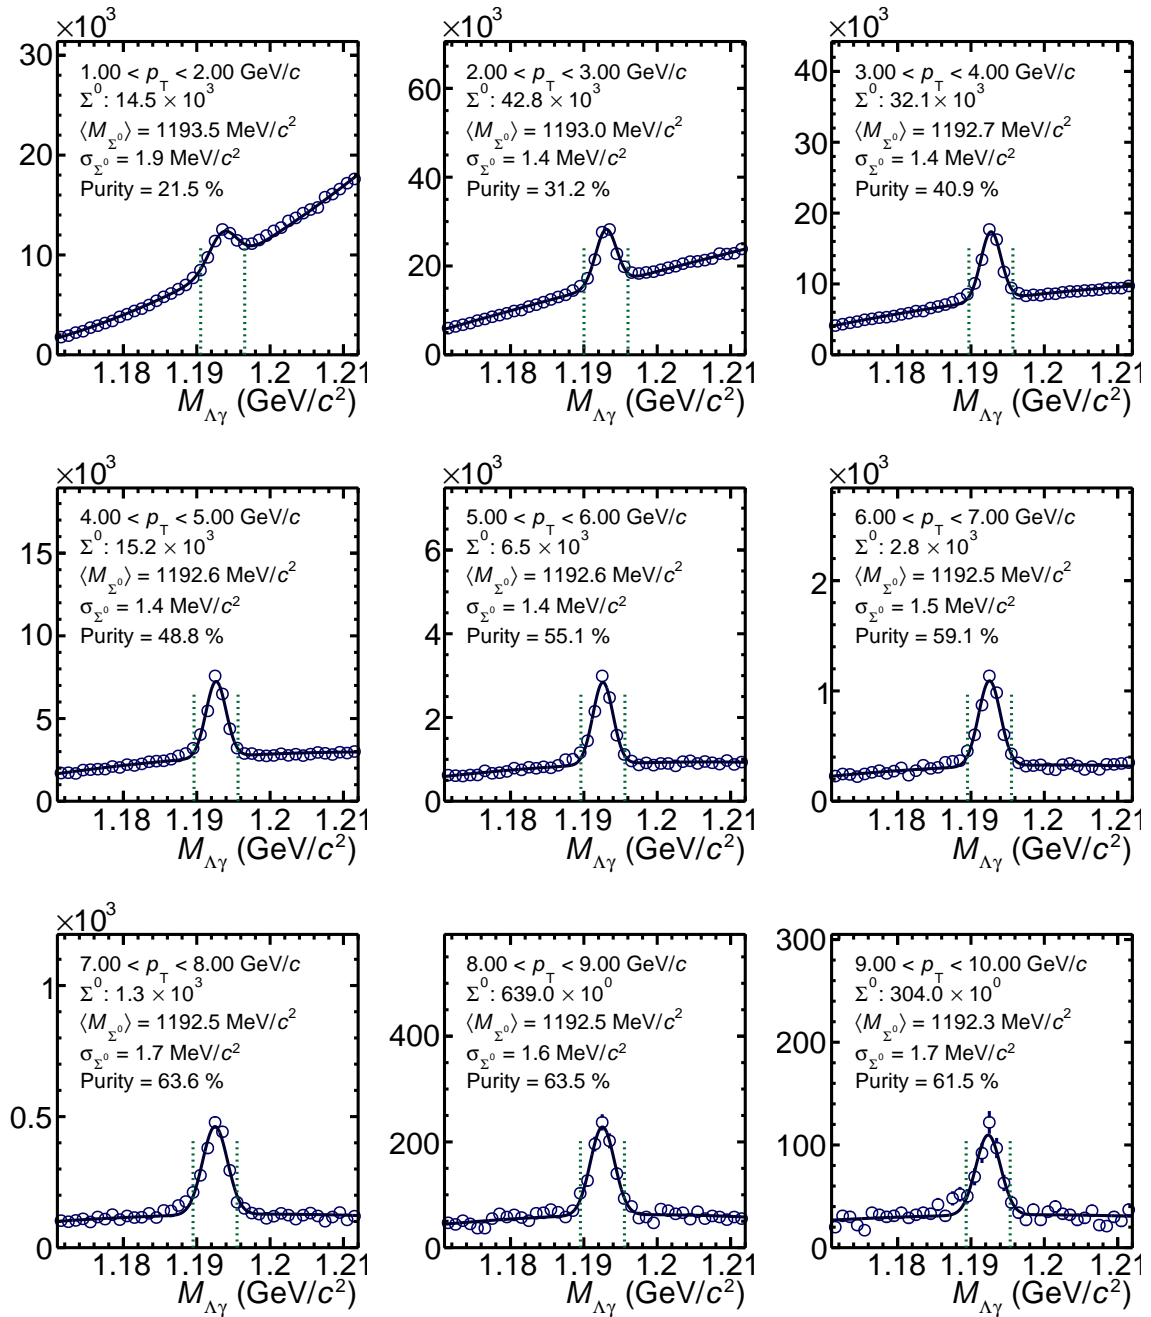 ×10³
30
20
10
0
1.00 < p_T < 2.00 GeV/c
Σ⁰: 14.5 × 10³
⟨M_Σ⁰⟩ = 1193.5 MeV/c²
σ_Σ⁰ = 1.9 MeV/c²
Purity = 21.5 %
1.18 1.19 1.2 1.21
M_Λγ (GeV/c²)
×10³
60
40
20
0
2.00 < p_T < 3.00 GeV/c
Σ⁰: 42.8 × 10³
⟨M_Σ⁰⟩ = 1193.0 MeV/c²
σ_Σ⁰ = 1.4 MeV/c²
Purity = 31.2 %
1.18 1.19 1.2 1.21
M_Λγ (GeV/c²)
×10³
40
30
20
10
0
3.00 < p_T < 4.00 GeV/c
Σ⁰: 32.1 × 10³
⟨M_Σ⁰⟩ = 1192.7 MeV/c²
σ_Σ⁰ = 1.4 MeV/c²
Purity = 40.9 %
1.18 1.19 1.2 1.21
M_Λγ (GeV/c²)
×10³
15
10
5
0
4.00 < p_T < 5.00 GeV/c
Σ⁰: 15.2 × 10³
⟨M_Σ⁰⟩ = 1192.6 MeV/c²
σ_Σ⁰ = 1.4 MeV/c²
Purity = 48.8 %
1.18 1.19 1.2 1.21
M_Λγ (GeV/c²)
×10³
6
4
2
0
5.00 < p_T < 6.00 GeV/c
Σ⁰: 6.5 × 10³
⟨M_Σ⁰⟩ = 1192.6 MeV/c²
σ_Σ⁰ = 1.4 MeV/c²
Purity = 55.1 %
1.18 1.19 1.2 1.21
M_Λγ (GeV/c²)
×10³
2
1
0
6.00 < p_T < 7.00 GeV/c
Σ⁰: 2.8 × 10³
⟨M_Σ⁰⟩ = 1192.5 MeV/c²
σ_Σ⁰ = 1.5 MeV/c²
Purity = 59.1 %
1.18 1.19 1.2 1.21
M_Λγ (GeV/c²)
×10³
1
0.5
0
7.00 < p_T < 8.00 GeV/c
Σ⁰: 1.3 × 10³
⟨M_Σ⁰⟩ = 1192.5 MeV/c²
σ_Σ⁰ = 1.7 MeV/c²
Purity = 63.6 %
1.18 1.19 1.2 1.21
M_Λγ (GeV/c²)
400
200
0
8.00 < p_T < 9.00 GeV/c
Σ⁰: 639.0 × 10⁰
⟨M_Σ⁰⟩ = 1192.5 MeV/c²
σ_Σ⁰ = 1.6 MeV/c²
Purity = 63.5 %
1.18 1.19 1.2 1.21
M_Λγ (GeV/c²)
300
200
100
0
9.00 < p_T < 10.00 GeV/c
Σ⁰: 304.0 × 10⁰
⟨M_Σ⁰⟩ = 1192.3 MeV/c²
σ_Σ⁰ = 1.7 MeV/c²
Purity = 61.5 %
1.18 1.19 1.2 1.21
M_Λγ (GeV/c²)